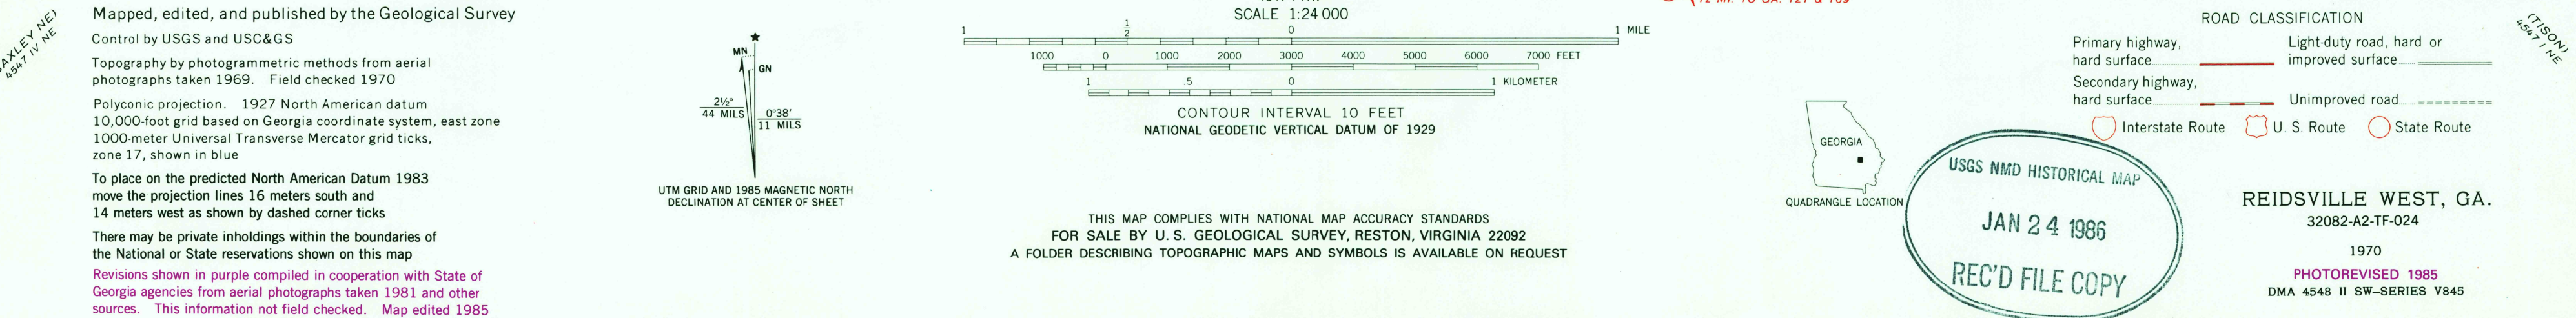 (BAXLEY NE)
4547 IV NE
Mapped, edited, and published by the Geological Survey
Control by USGS and USC&GS
Topography by photogrammetric methods from aerial
photographs taken 1969. Field checked 1970
Polyconic projection. 1927 North American datum
10,000-foot grid based on Georgia coordinate system, east zone
1000-meter Universal Transverse Mercator grid ticks,
zone 17, shown in blue
To place on the predicted North American Datum 1983
move the projection lines 16 meters south and
14 meters west as shown by dashed corner ticks
There may be private inholdings within the boundaries of
the National or State reservations shown on this map
Revisions shown in purple compiled in cooperation with State of
Georgia agencies from aerial photographs taken 1981 and other
sources. This information not field checked. Map edited 1985
MN
GN
2½°
44 MILS
0°38'
11 MILS
UTM GRID AND 1985 MAGNETIC NORTH
DECLINATION AT CENTER OF SHEET
SCALE 1:24 000
1 1/2 0 1 MILE
1000 0 1000 2000 3000 4000 5000 6000 7000 FEET
1 .5 0 1 KILOMETER
CONTOUR INTERVAL 10 FEET
NATIONAL GEODETIC VERTICAL DATUM OF 1929
THIS MAP COMPLIES WITH NATIONAL MAP ACCURACY STANDARDS
FOR SALE BY U. S. GEOLOGICAL SURVEY, RESTON, VIRGINIA 22092
A FOLDER DESCRIBING TOPOGRAPHIC MAPS AND SYMBOLS IS AVAILABLE ON REQUEST
GEORGIA
QUADRANGLE LOCATION
USGS NMD HISTORICAL MAP
JAN 24 1986
REC'D FILE COPY
ROAD CLASSIFICATION
Primary highway,
hard surface
Light-duty road, hard or
improved surface
Secondary highway,
hard surface
Unimproved road
Interstate Route
U. S. Route
State Route
(TISON)
4547 I NE
REIDSVILLE WEST, GA.
32082-A2-TF-024
1970
PHOTOREVISED 1985
DMA 4548 II SW–SERIES V845